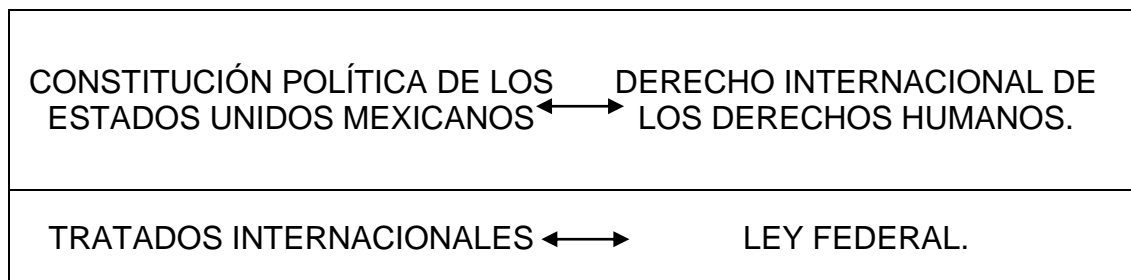 CONSTITUCIÓN POLÍTICA DE LOS
ESTADOS UNIDOS MEXICANOS
DERECHO INTERNACIONAL DE
LOS DERECHOS HUMANOS.
TRATADOS INTERNACIONALES
LEY FEDERAL.